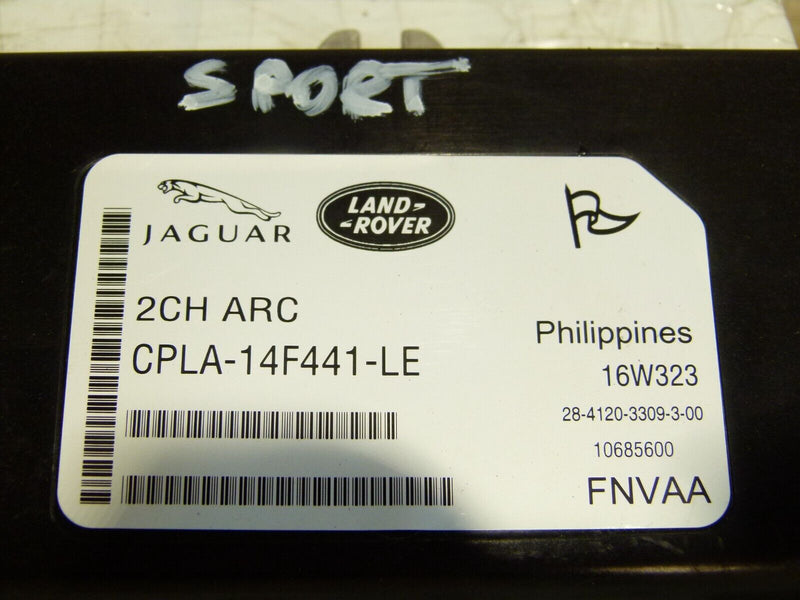 SPORT
JAGUAR
LAND-
-ROVER
2CH ARC
CPLA-14F441-LE
Philippines
16W323
28-4120-3309-3-00
10685600
FNVAA